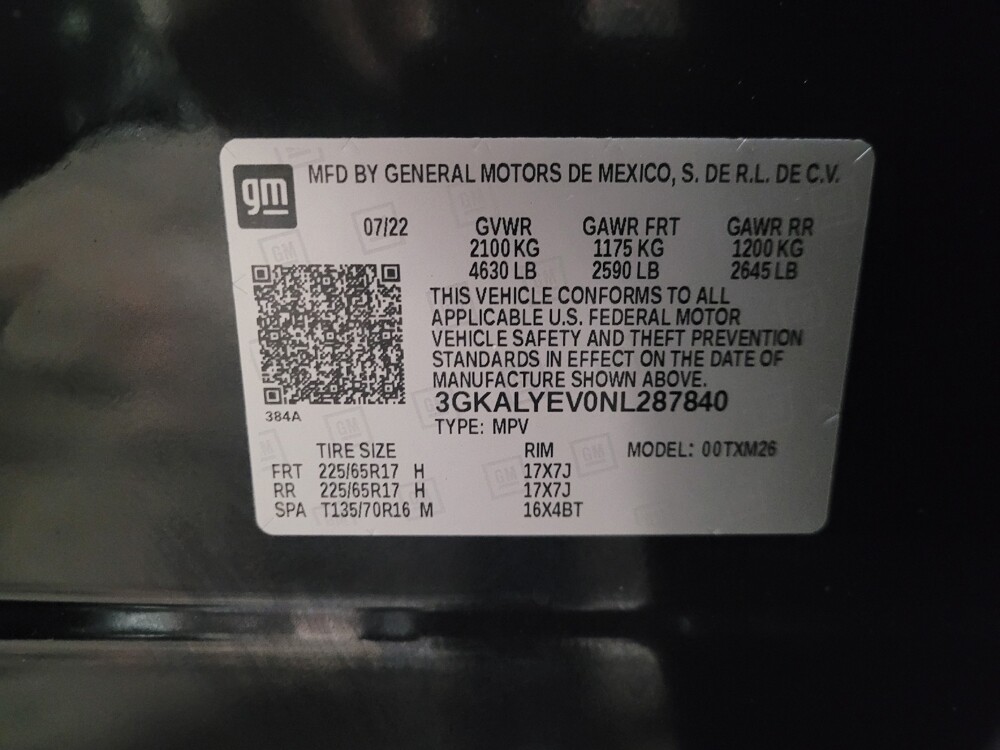 gm
MFD BY GENERAL MOTORS DE MEXICO, S. DE R.L. DE C.V.
07/22 GVWR GAWR FRT GAWR RR
2100 KG 1175 KG 1200 KG
4630 LB 2590 LB 2645 LB
THIS VEHICLE CONFORMS TO ALL
APPLICABLE U.S. FEDERAL MOTOR
VEHICLE SAFETY AND THEFT PREVENTION
STANDARDS IN EFFECT ON THE DATE OF
MANUFACTURE SHOWN ABOVE.
3GKALYEV0NL287840
384A
TYPE: MPV
TIRE SIZE RIM MODEL: 00TXM26
FRT 225/65R17 H 17X7J
RR 225/65R17 H 17X7J
SPA T135/70R16 M 16X4BT